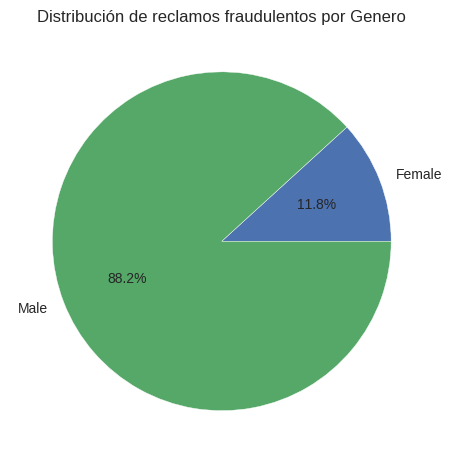 Distribución de reclamos fraudulentos por Genero
Female
11.8%
88.2%
Male